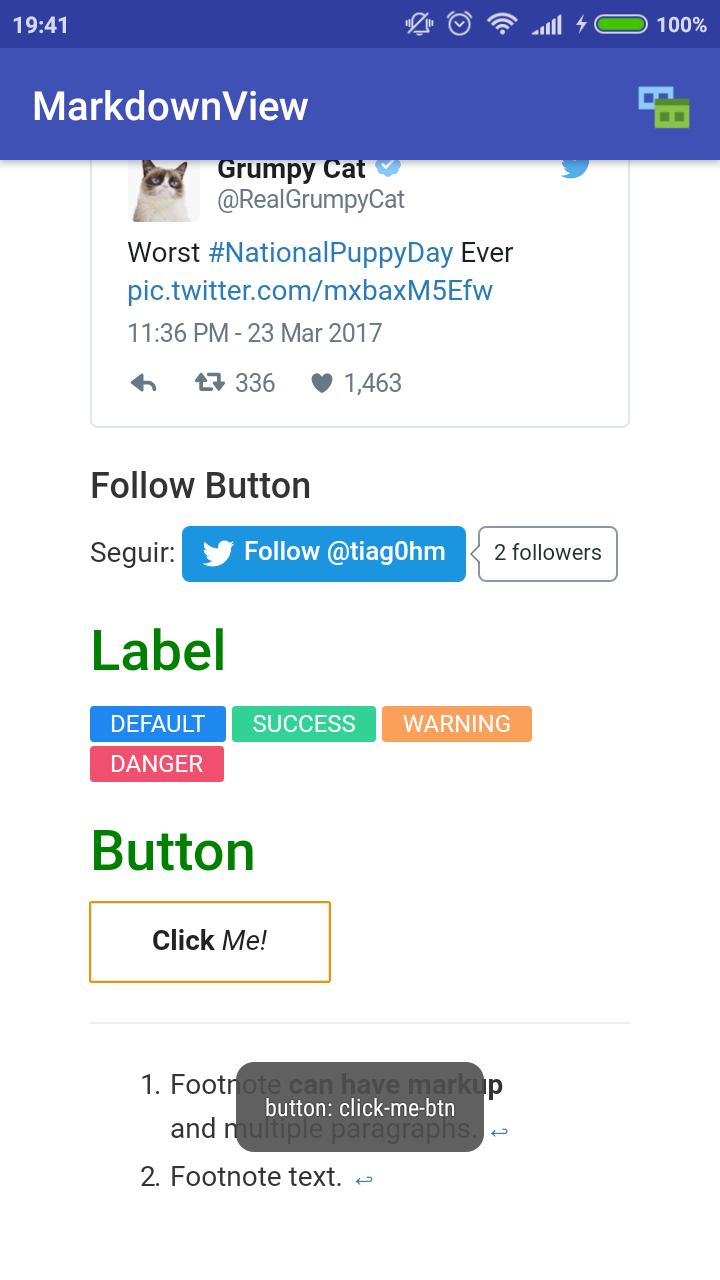 19:41
100%
MarkdownView
Grumpy Cat
@RealGrumpyCat
Worst #NationalPuppyDay Ever
pic.twitter.com/mxbaxM5Efw
11:36 PM - 23 Mar 2017
336 1,463
Follow Button
Seguir: Follow @tiag0hm 2 followers
Label
DEFAULT SUCCESS WARNING
DANGER
Button
Click Me!
1. Footnote can have markup
button: click-me-btn
and multiple paragraphs. ↩
2. Footnote text. ↩